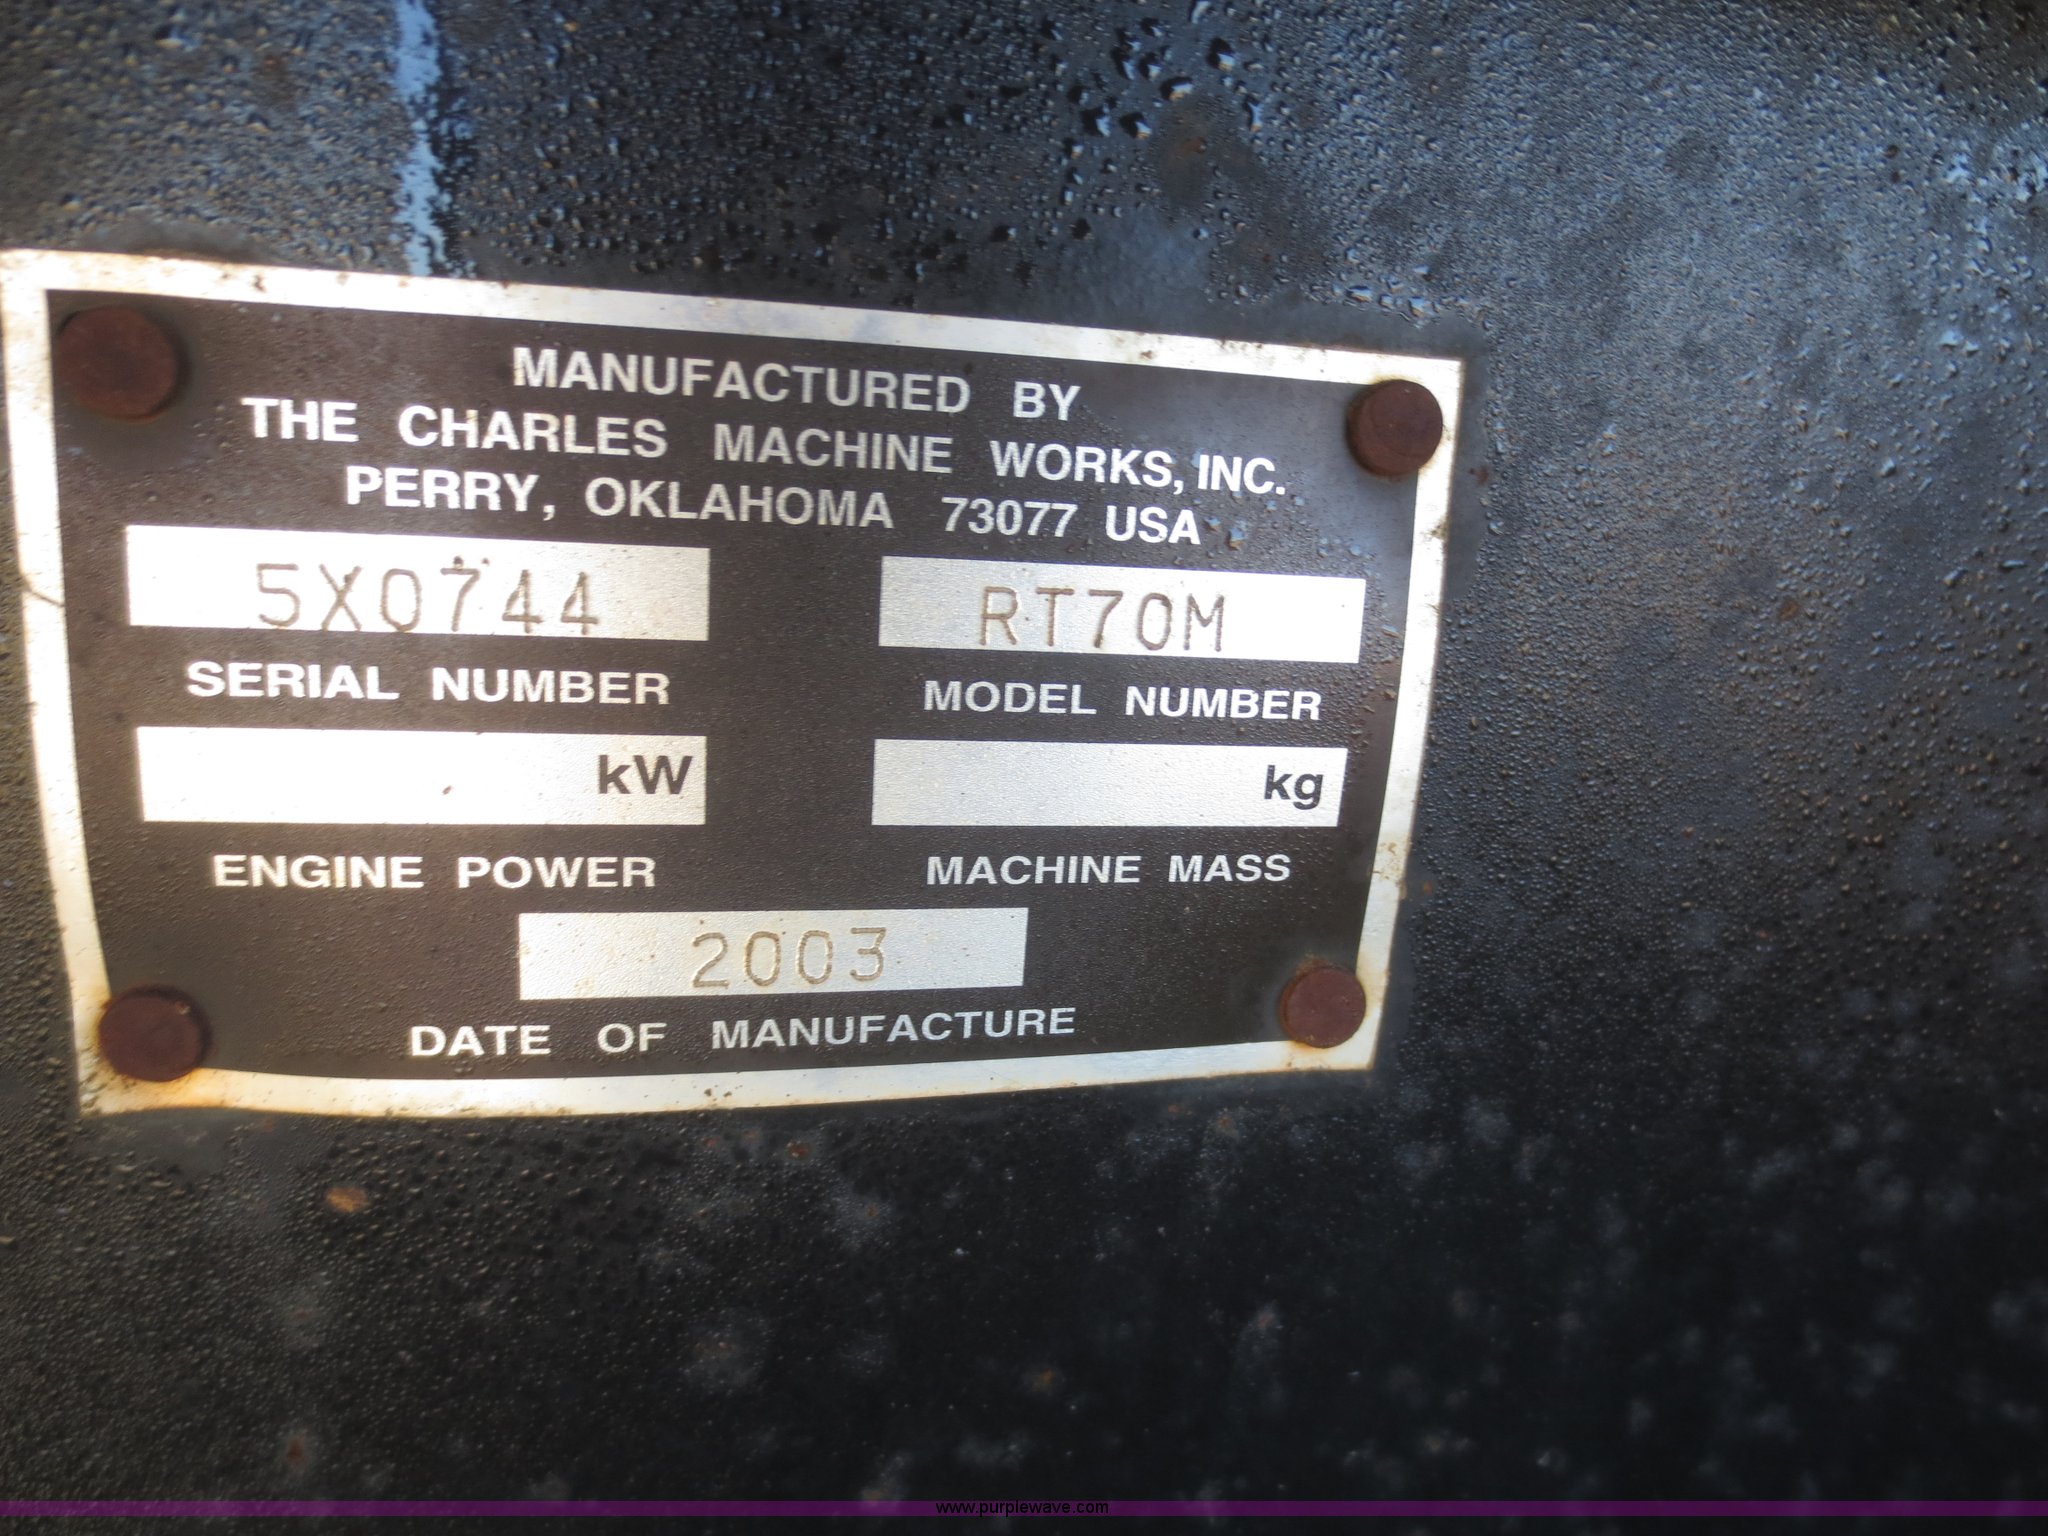 MANUFACTURED BY
THE CHARLES MACHINE WORKS, INC.
PERRY, OKLAHOMA 73077 USA
5X0744 RT70M
SERIAL NUMBER MODEL NUMBER
kW kg
ENGINE POWER MACHINE MASS
2003
DATE OF MANUFACTURE
www.purplewave.com